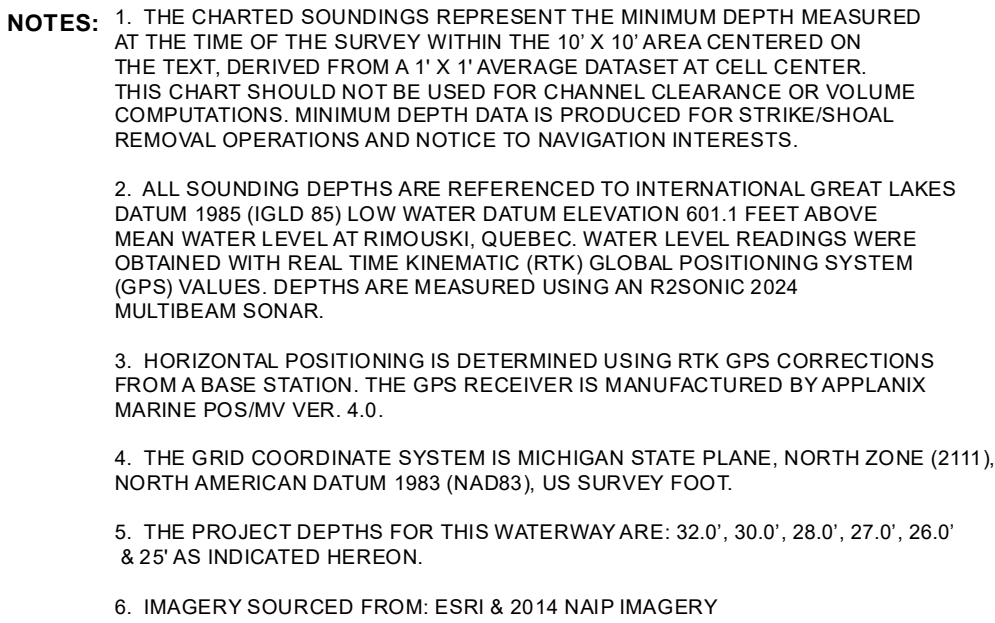 NOTES: 1. THE CHARTED SOUNDINGS REPRESENT THE MINIMUM DEPTH MEASURED
AT THE TIME OF THE SURVEY WITHIN THE 10’ X 10’ AREA CENTERED ON
THE TEXT, DERIVED FROM A 1' X 1' AVERAGE DATASET AT CELL CENTER.
THIS CHART SHOULD NOT BE USED FOR CHANNEL CLEARANCE OR VOLUME
COMPUTATIONS. MINIMUM DEPTH DATA IS PRODUCED FOR STRIKE/SHOAL
REMOVAL OPERATIONS AND NOTICE TO NAVIGATION INTERESTS.
2. ALL SOUNDING DEPTHS ARE REFERENCED TO INTERNATIONAL GREAT LAKES
DATUM 1985 (IGLD 85) LOW WATER DATUM ELEVATION 601.1 FEET ABOVE
MEAN WATER LEVEL AT RIMOUSKI, QUEBEC. WATER LEVEL READINGS WERE
OBTAINED WITH REAL TIME KINEMATIC (RTK) GLOBAL POSITIONING SYSTEM
(GPS) VALUES. DEPTHS ARE MEASURED USING AN R2SONIC 2024
MULTIBEAM SONAR.
3. HORIZONTAL POSITIONING IS DETERMINED USING RTK GPS CORRECTIONS
FROM A BASE STATION. THE GPS RECEIVER IS MANUFACTURED BY APPLANIX
MARINE POS/MV VER. 4.0.
4. THE GRID COORDINATE SYSTEM IS MICHIGAN STATE PLANE, NORTH ZONE (2111),
NORTH AMERICAN DATUM 1983 (NAD83), US SURVEY FOOT.
5. THE PROJECT DEPTHS FOR THIS WATERWAY ARE: 32.0’, 30.0’, 28.0’, 27.0’, 26.0’
& 25' AS INDICATED HEREON.
6. IMAGERY SOURCED FROM: ESRI & 2014 NAIP IMAGERY